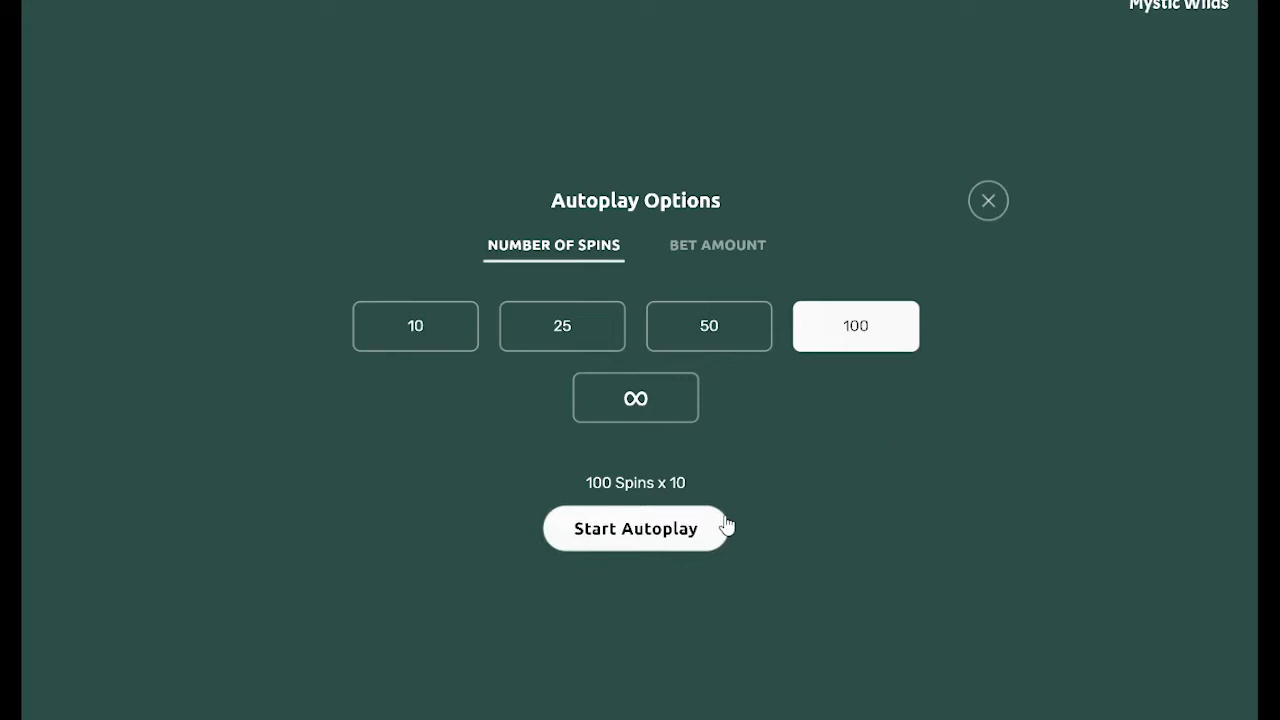 Mystic Wilds
Autoplay Options
NUMBER OF SPINS BET AMOUNT
10 25 50 100
∞
100 Spins x 10
Start Autoplay